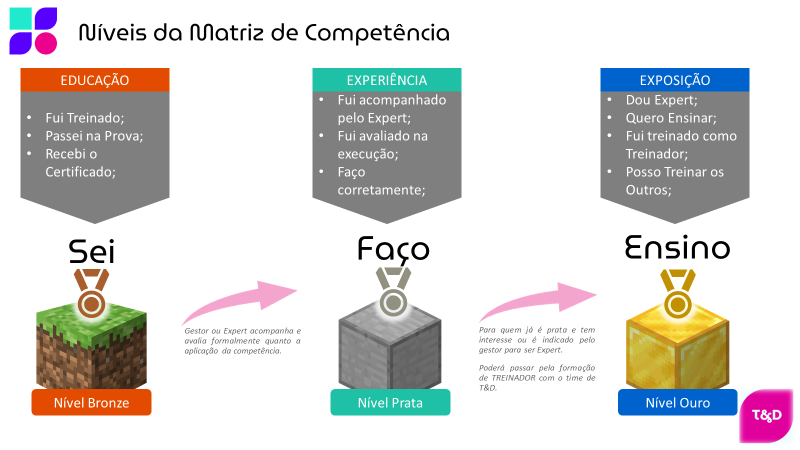 Níveis da Matriz de Competência
EDUCAÇÃO
• Fui Treinado;
• Passei na Prova;
• Recebi o
Certificado;
Sei
Nível Bronze
Gestor ou Expert acompanha e
avalia formalmente quanto a
aplicação da competência.
EXPERIÊNCIA
• Fui acompanhado
pelo Expert;
• Fui avaliado na
execução;
• Faço
corretamente;
Faço
Nível Prata
Para quem já é prata e tem
interesse ou é indicado pelo
gestor para ser Expert.
Poderá passar pela formação
de TREINADOR com o time de
T&D.
EXPOSIÇÃO
• Dou Expert;
• Quero Ensinar;
• Fui treinado como
Treinador;
• Posso Treinar os
Outros;
Ensino
Nível Ouro
T&D